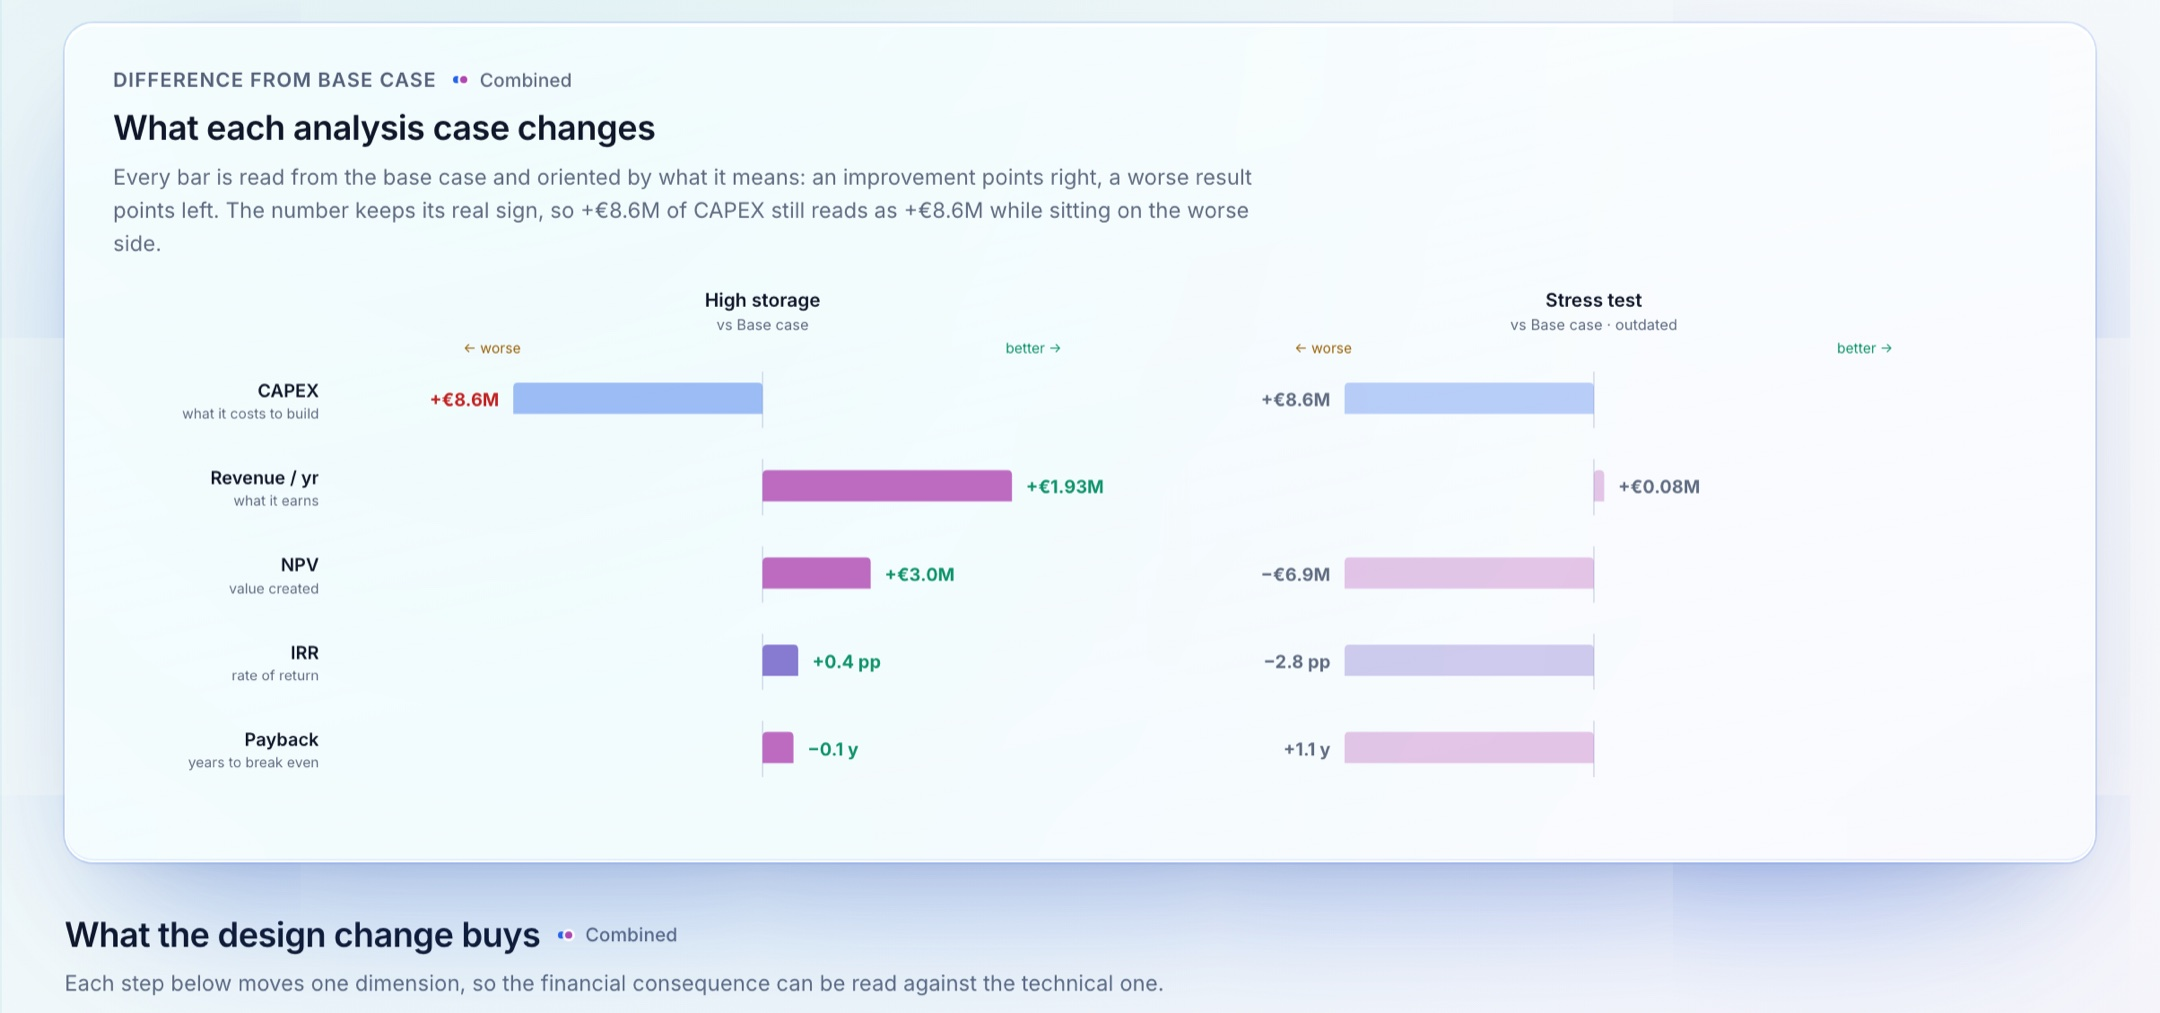 DIFFERENCE FROM BASE CASE Combined
What each analysis case changes
Every bar is read from the base case and oriented by what it means: an improvement points right, a worse result
points left. The number keeps its real sign, so +€8.6M of CAPEX still reads as +€8.6M while sitting on the worse
side.
High storage
vs Base case
← worse
better →
Stress test
vs Base case · outdated
← worse
better →
CAPEX
what it costs to build
+€8.6M
+€8.6M
Revenue / yr
what it earns
+€1.93M
+€0.08M
NPV
value created
+€3.0M
−€6.9M
IRR
rate of return
+0.4 pp
−2.8 pp
Payback
years to break even
−0.1 y
+1.1 y
What the design change buys Combined
Each step below moves one dimension, so the financial consequence can be read against the technical one.